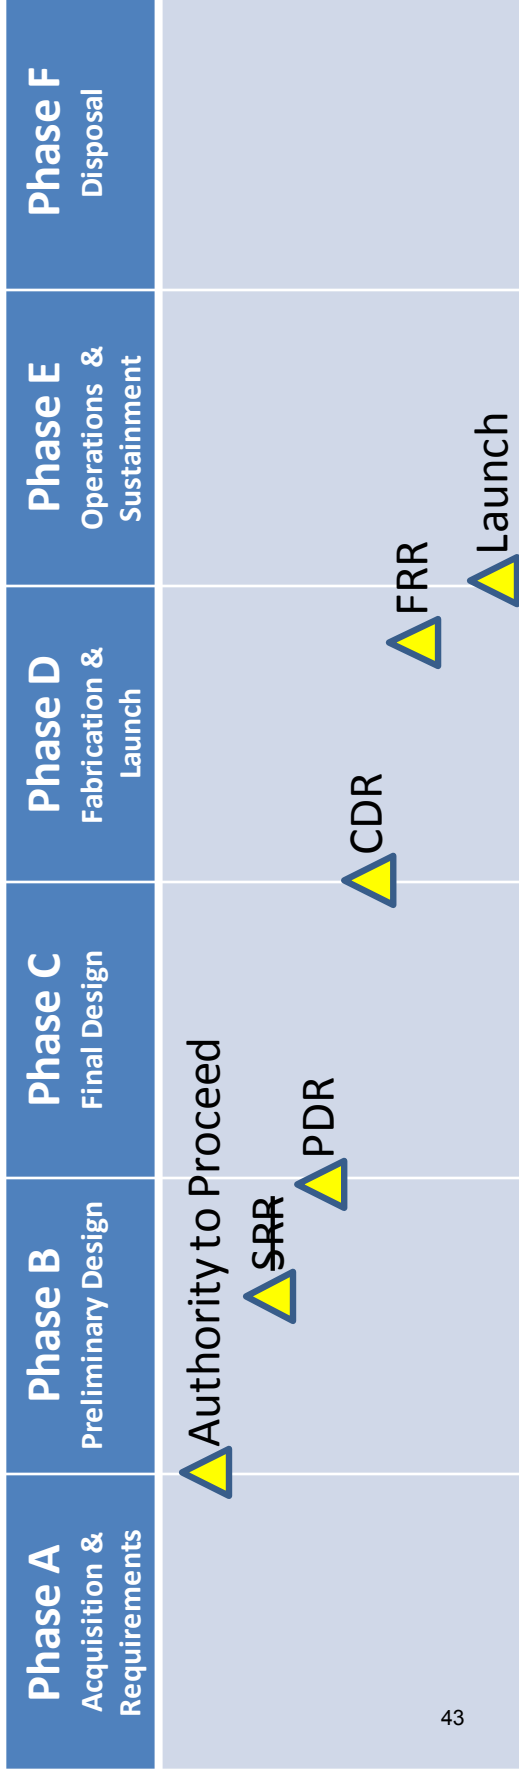 Phase A
Acquisition &
Requirements
Phase B
Preliminary Design
Phase C
Final Design
Phase D
Fabrication &
Launch
Phase E
Operations &
Sustainment
Phase F
Disposal
Authority to Proceed
SRR
PDR
CDR
FRR
Launch
43